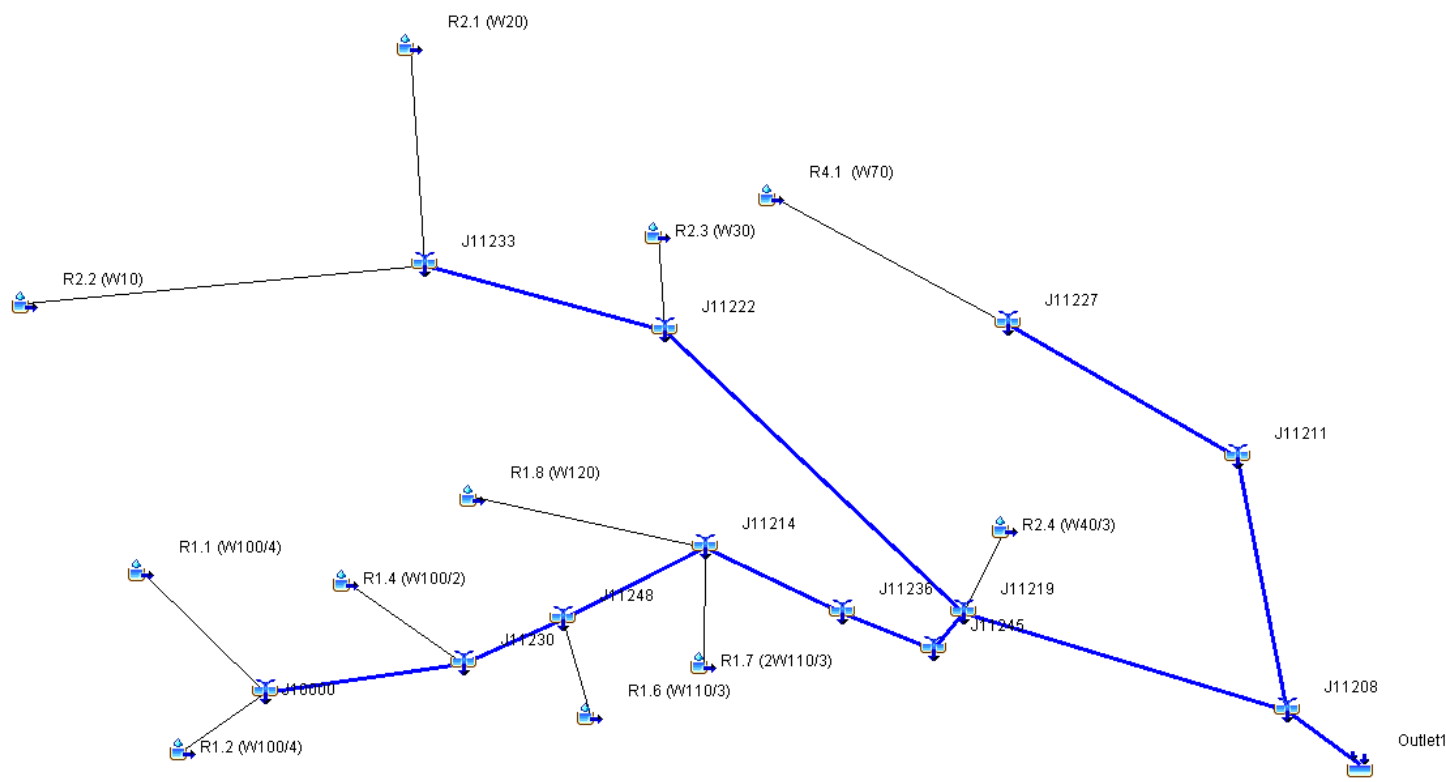 R2.1 (W20)
R4.1 (W70)
R2.3 (W30)
J11233
R2.2 (W10)
J11222
J11227
J11211
R1.8 (W120)
J11214
R2.4 (W40/3)
R1.1 (W100/4)
R1.4 (W100/2)
J11248
J11236
J11219
J11245
J11230
R1.7 (2W110/3)
J10000
R1.6 (W110/3)
J11208
R1.2 (W100/4)
Outlet1